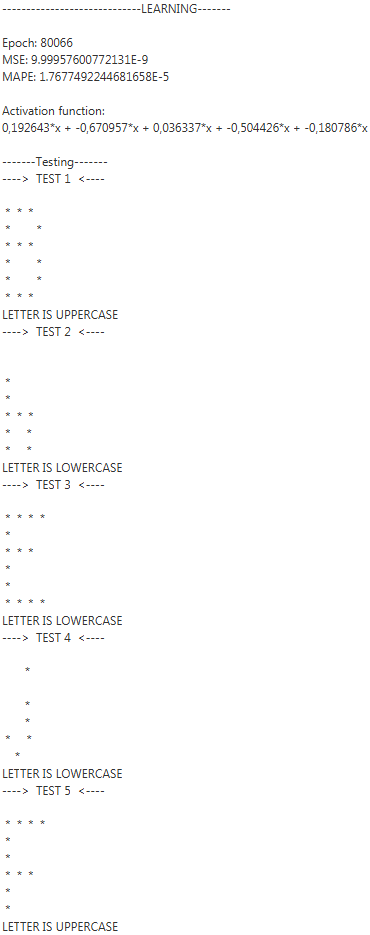 -----------------------------LEARNING-------
Epoch: 80066
MSE: 9.99957600772131E-9
MAPE: 1.7677492244681658E-5
Activation function:
0,192643*x + -0,670957*x + 0,036337*x + -0,504426*x + -0,180786*x
-------Testing-------
---->  TEST 1  <----
 *  *  *
 *        *
 *  *  *
 *        *
 *        *
 *  *  *
LETTER IS UPPERCASE
---->  TEST 2  <----
 *
 *
 *  *  *
 *     *
 *     *
LETTER IS LOWERCASE
---->  TEST 3  <----
 *  *  *  *
 *
 *  *  *
 *
 *
 *  *  *  *
LETTER IS LOWERCASE
---->  TEST 4  <----
       *
       *
       *
 *     *
    *
LETTER IS LOWERCASE
---->  TEST 5  <----
 *  *  *  *
 *
 *
 *  *  *
 *
 *
LETTER IS UPPERCASE